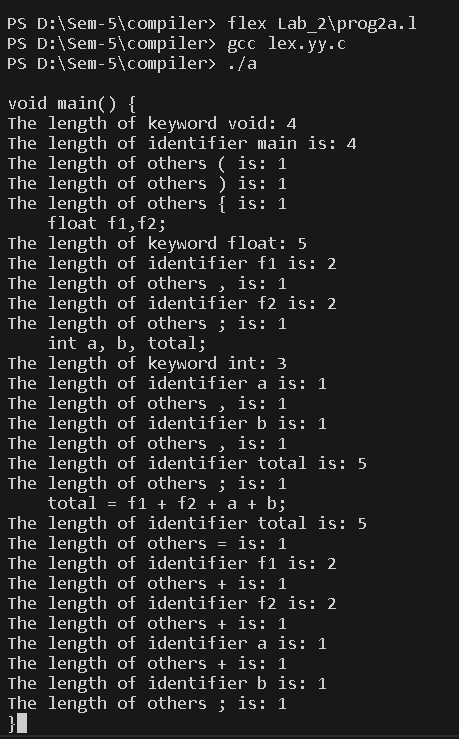 PS D:\Sem-5\compiler> flex Lab_2\prog2a.l
PS D:\Sem-5\compiler> gcc lex.yy.c
PS D:\Sem-5\compiler> ./a
void main() {
The length of keyword void: 4
The length of identifier main is: 4
The length of others ( is: 1
The length of others ) is: 1
The length of others { is: 1
    float f1,f2;
The length of keyword float: 5
The length of identifier f1 is: 2
The length of others , is: 1
The length of identifier f2 is: 2
The length of others ; is: 1
    int a, b, total;
The length of keyword int: 3
The length of identifier a is: 1
The length of others , is: 1
The length of identifier b is: 1
The length of others , is: 1
The length of identifier total is: 5
The length of others ; is: 1
    total = f1 + f2 + a + b;
The length of identifier total is: 5
The length of others = is: 1
The length of identifier f1 is: 2
The length of others + is: 1
The length of identifier f2 is: 2
The length of others + is: 1
The length of identifier a is: 1
The length of others + is: 1
The length of identifier b is: 1
The length of others ; is: 1
}